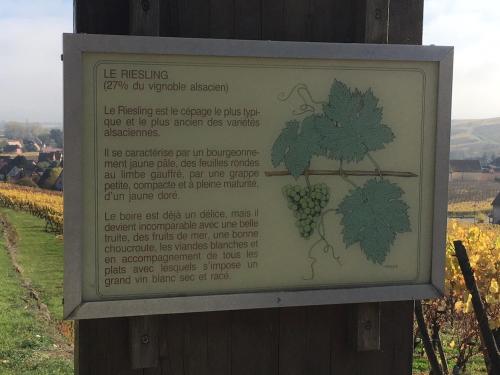 LE RIESLING
(27% du vignoble alsacien)
Le Riesling est le cépage le plus typi-
que et le plus ancien des variétés
alsaciennes.
Il se caractérise par un bourgeonne-
ment jaune pâle, des feuilles rondes
au limbe gauffré, par une grappe
petite, compacte et à pleine maturité,
d'un jaune doré.
Le boire est déjà un délice, mais il
devient incomparable avec une belle
truite, des fruits de mer, une bonne
choucroute, les viandes blanches et
en accompagnement de tous les
plats avec lesquels s'impose un
grand vin blanc sec et racé.